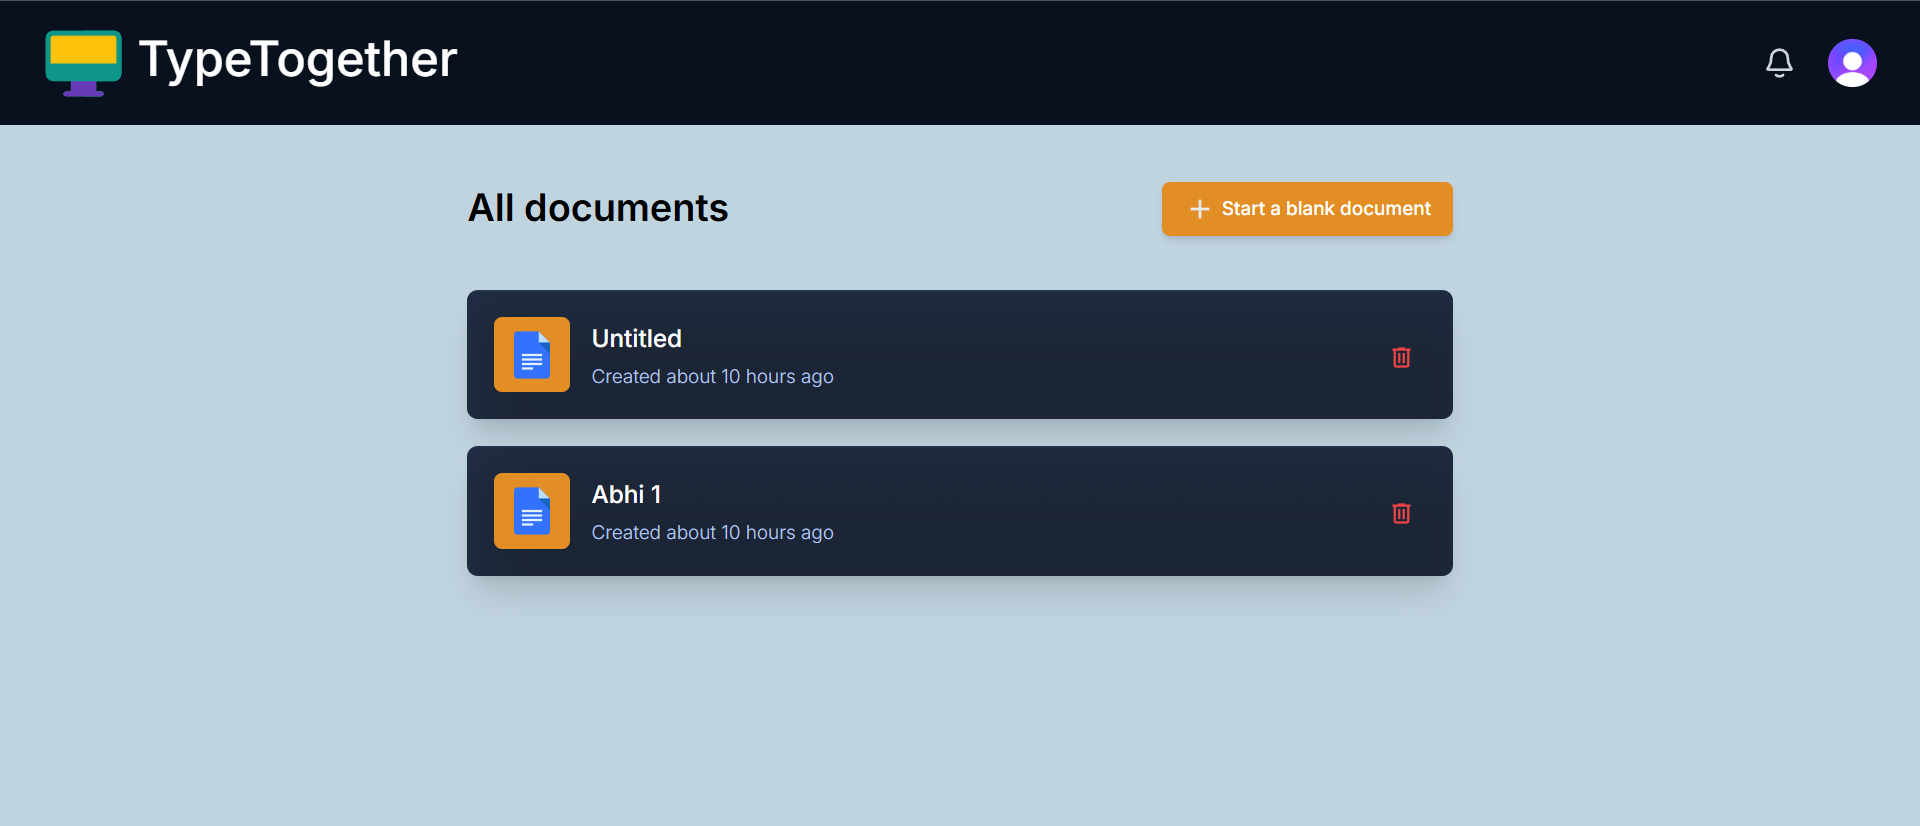 TypeTogether
All documents
Start a blank document
Untitled
Created about 10 hours ago
Abhi 1
Created about 10 hours ago